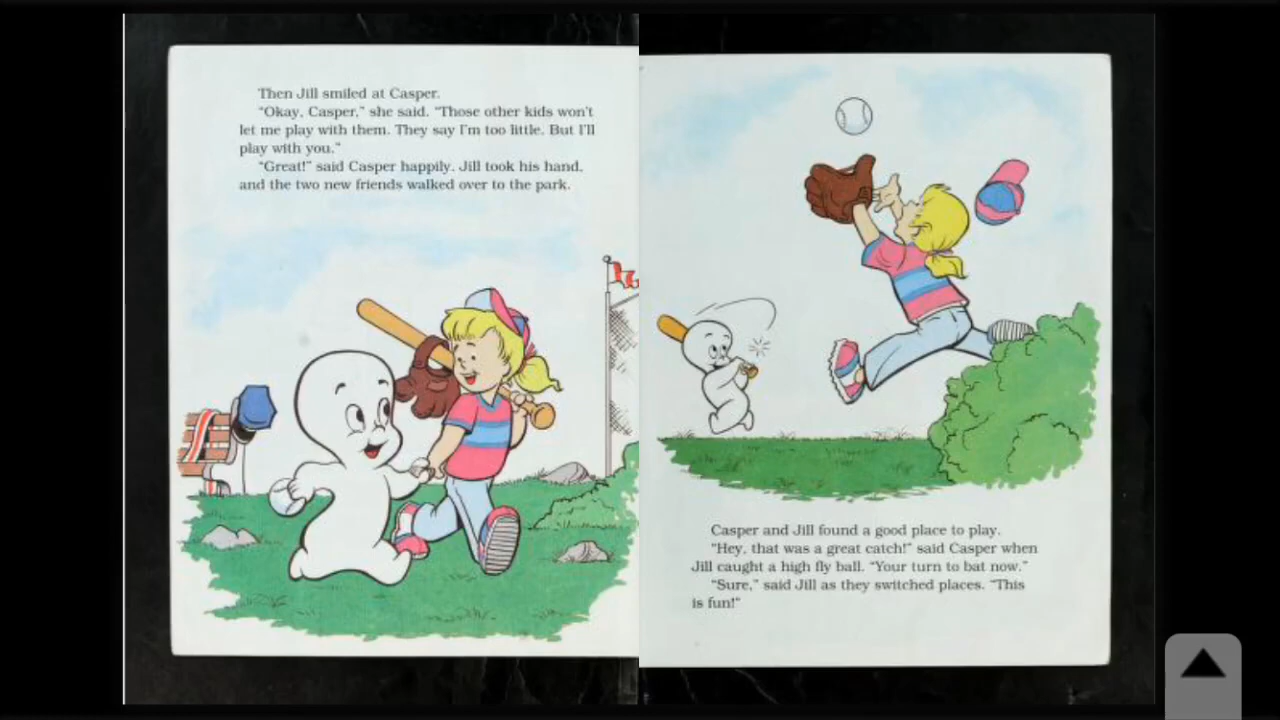 Then Jill smiled at Casper.
"Okay, Casper," she said. "Those other kids won't
let me play with them. They say I'm too little. But I'll
play with you."
"Great!" said Casper happily. Jill took his hand,
and the two new friends walked over to the park.
Casper and Jill found a good place to play.
"Hey, that was a great catch!" said Casper when
Jill caught a high fly ball. "Your turn to bat now."
"Sure," said Jill as they switched places. "This
is fun!"